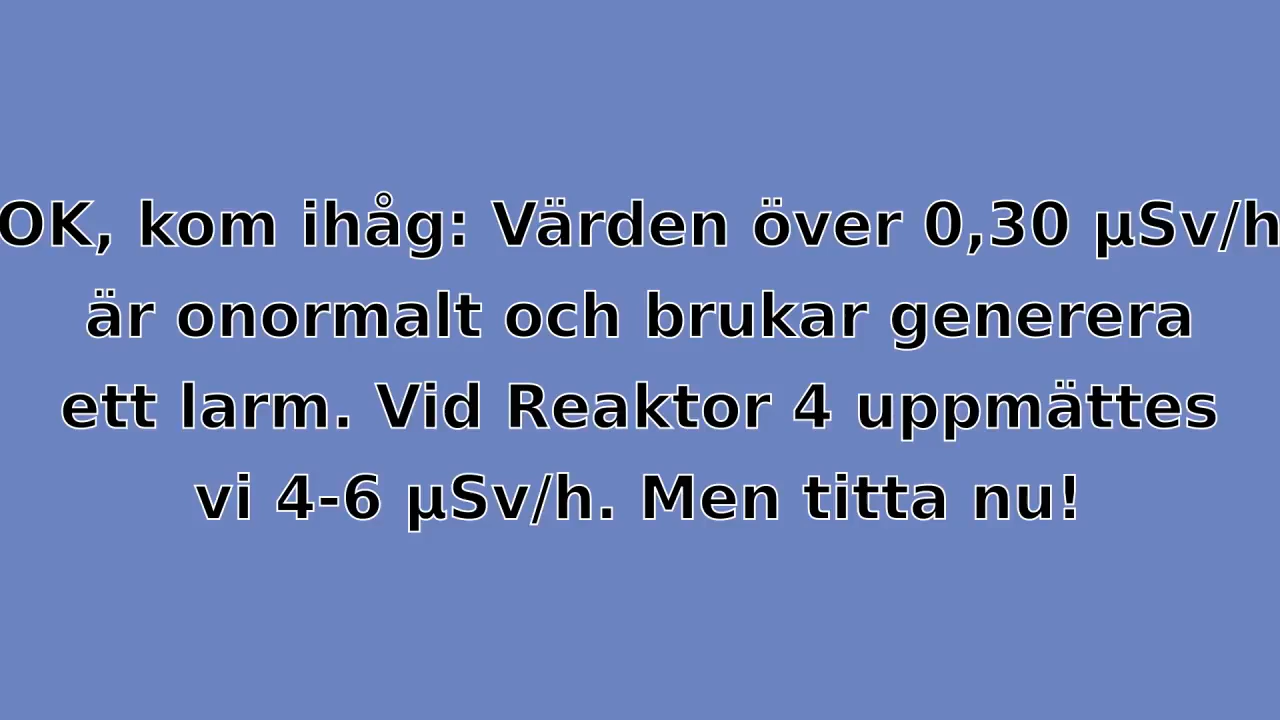 OK, kom ihåg: Värden över 0,30 µSv/h
är onormalt och brukar generera
ett larm. Vid Reaktor 4 uppmättes
vi 4-6 µSv/h. Men titta nu!